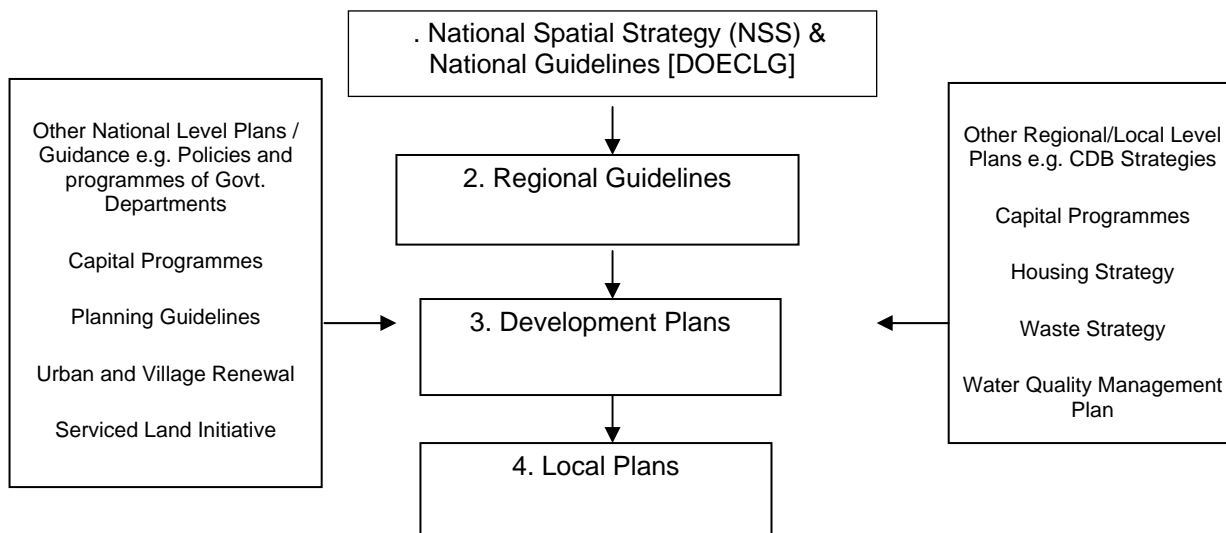 . National Spatial Strategy (NSS) &
National Guidelines [DOECLG]
Other National Level Plans /
Guidance e.g. Policies and
programmes of Govt.
Departments
Capital Programmes
Planning Guidelines
Urban and Village Renewal
Serviced Land Initiative
2. Regional Guidelines
3. Development Plans
4. Local Plans
Other Regional/Local Level
Plans e.g. CDB Strategies
Capital Programmes
Housing Strategy
Waste Strategy
Water Quality Management
Plan